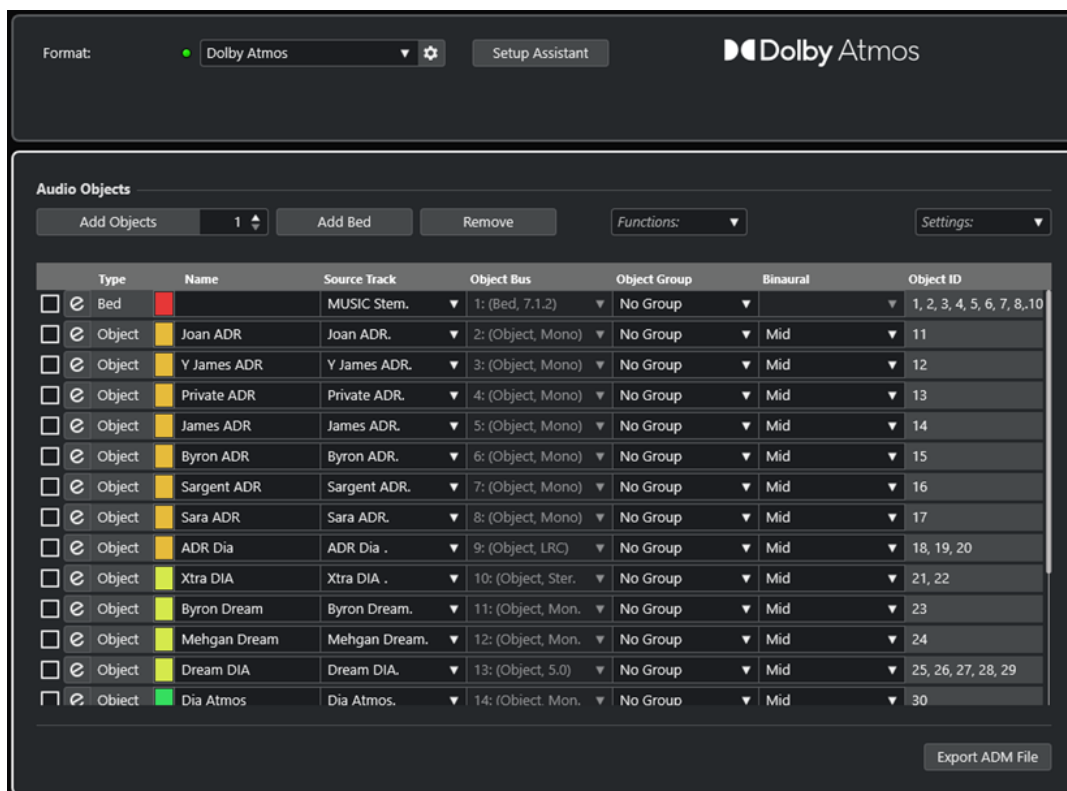 Format: Dolby Atmos Setup Assistant Dolby Atmos
Audio Objects
Add Objects 1 Add Bed Remove Functions: Settings:
Type Name Source Track Object Bus Object Group Binaural Object ID
e Bed MUSIC Stem. 1: (Bed, 7.1.2) No Group 1, 2, 3, 4, 5, 6, 7, 8,.10
e Object Joan ADR Joan ADR. 2: (Object, Mono) No Group Mid 11
e Object Y James ADR Y James ADR. 3: (Object, Mono) No Group Mid 12
e Object Private ADR Private ADR. 4: (Object, Mono) No Group Mid 13
e Object James ADR James ADR. 5: (Object, Mono) No Group Mid 14
e Object Byron ADR Byron ADR. 6: (Object, Mono) No Group Mid 15
e Object Sargent ADR Sargent ADR. 7: (Object, Mono) No Group Mid 16
e Object Sara ADR Sara ADR. 8: (Object, Mono) No Group Mid 17
e Object ADR Dia ADR Dia . 9: (Object, LRC) No Group Mid 18, 19, 20
e Object Xtra DIA Xtra DIA . 10: (Object, Ster. No Group Mid 21, 22
e Object Byron Dream Byron Dream. 11: (Object, Mon. No Group Mid 23
e Object Mehgan Dream Mehgan Dream. 12: (Object, Mon. No Group Mid 24
e Object Dream DIA Dream DIA. 13: (Object, 5.0) No Group Mid 25, 26, 27, 28, 29
e Object Dia Atmos Dia Atmos. 14: (Object, Mon. No Group Mid 30
Export ADM File